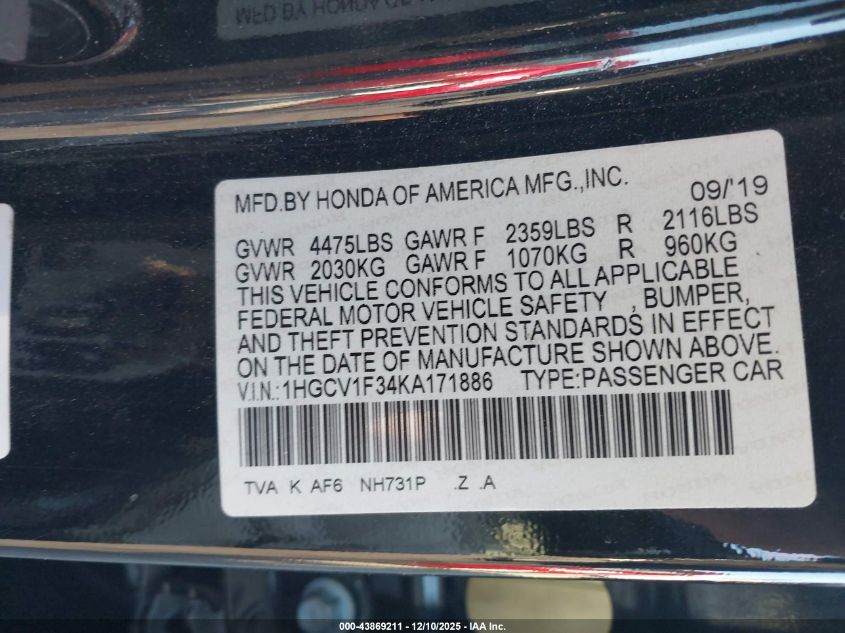 MFD.BY HONDA OF AMERICA MFG.,INC. 09/'19
GVWR 4475LBS GAWR F 2359LBS R 2116LBS
GVWR 2030KG GAWR F 1070KG R 960KG
THIS VEHICLE CONFORMS TO ALL APPLICABLE
FEDERAL MOTOR VEHICLE SAFETY , BUMPER,
AND THEFT PREVENTION STANDARDS IN EFFECT
ON THE DATE OF MANUFACTURE SHOWN ABOVE.
V.I.N.:1HGCV1F34KA171886 TYPE:PASSENGER CAR
TVA K AF6 NH731P .Z .A
000-43869211 - 12/10/2025 - IAA Inc.